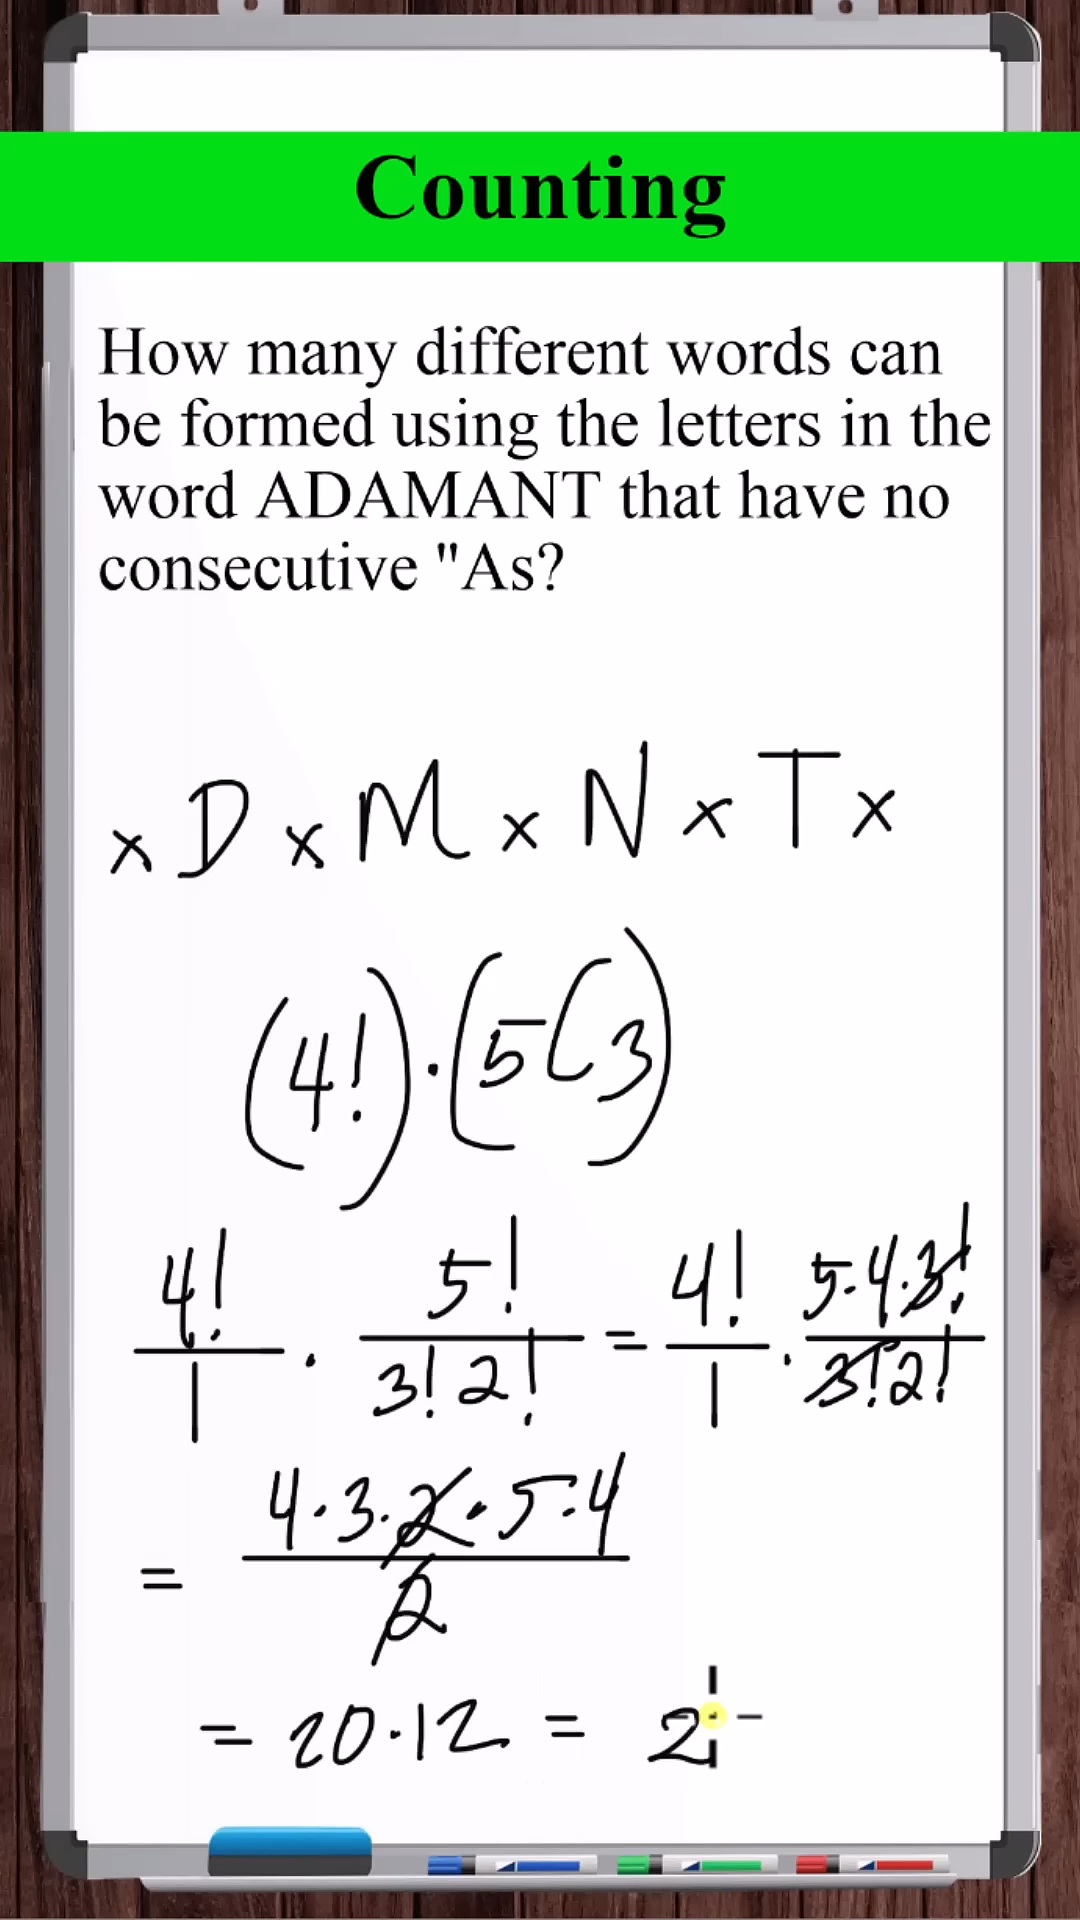 Counting
How many different words can
be formed using the letters in the
word ADAMANT that have no
consecutive "As?
x D x M x N x T x
(4!) · (5C3)
4!/1 · 5!/3!2! = 4!/1 · 5·4·3!/3!2!
= 4·3·2·5·4/2
= 20·12 = 2